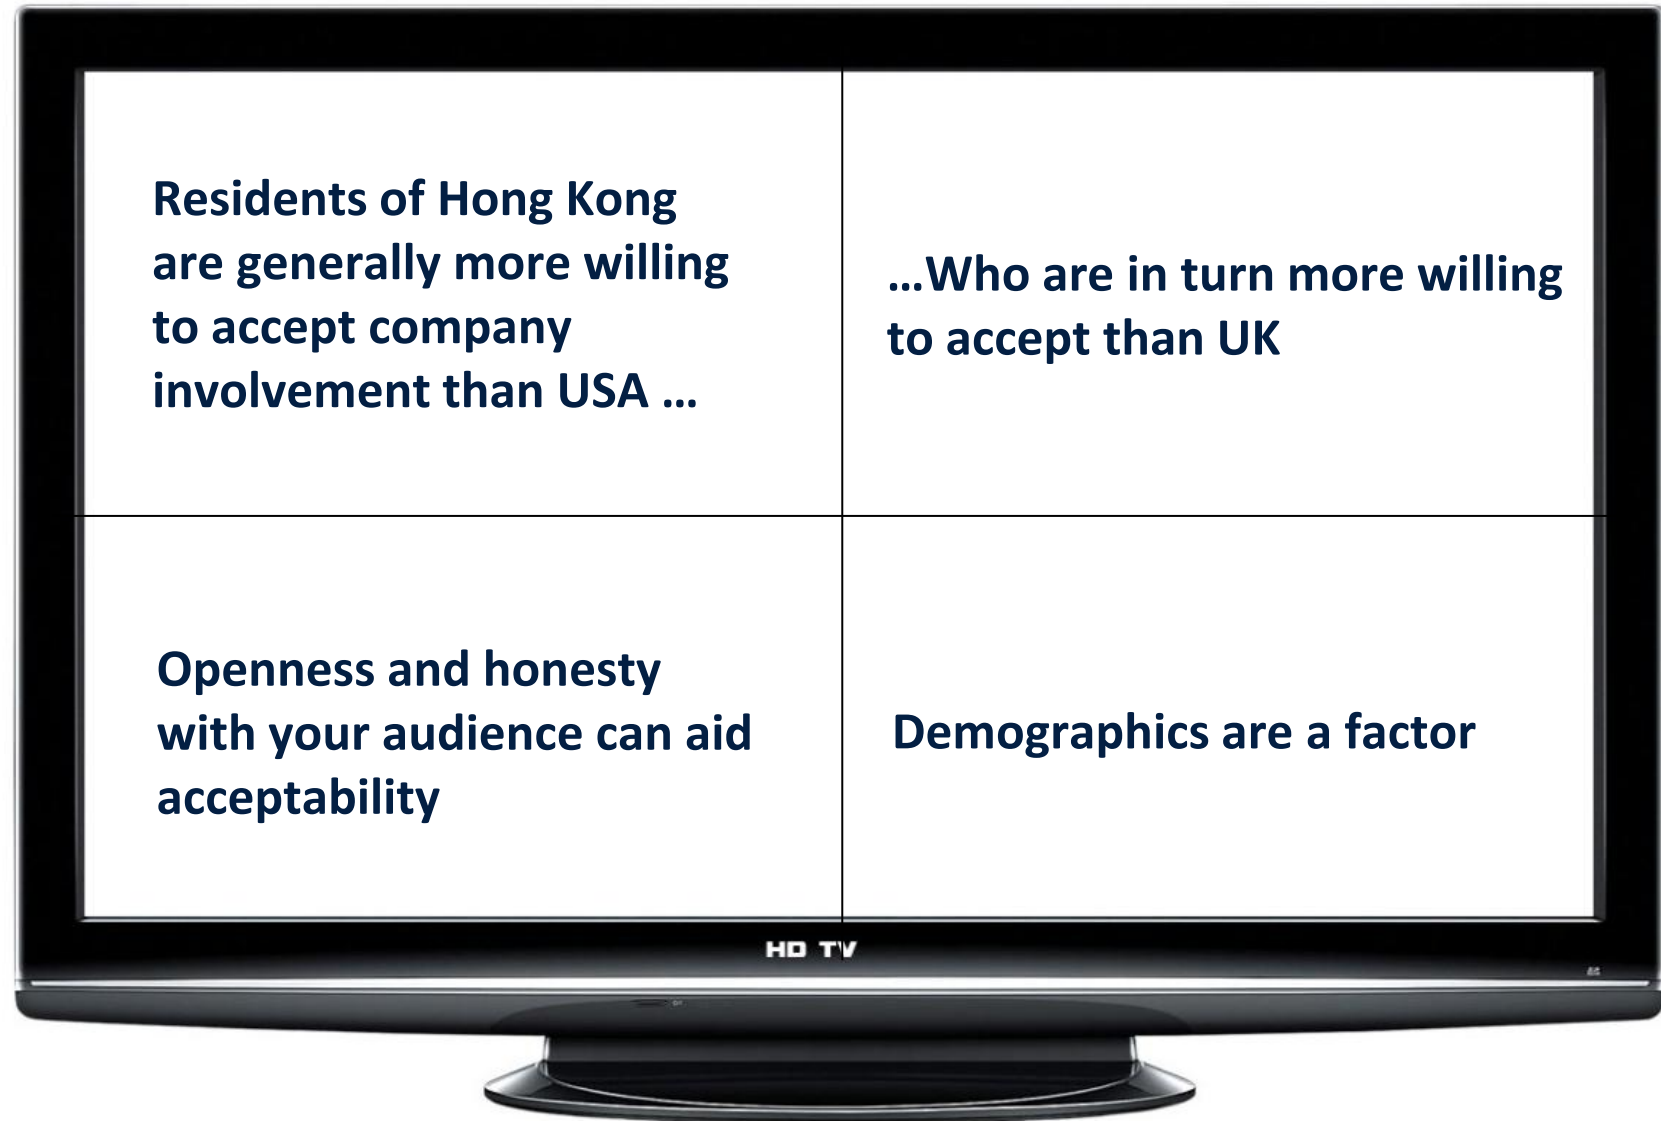 Residents of Hong Kong
are generally more willing
to accept company
involvement than USA …
…Who are in turn more willing
to accept than UK
Openness and honesty
with your audience can aid
acceptability
Demographics are a factor
HD TV